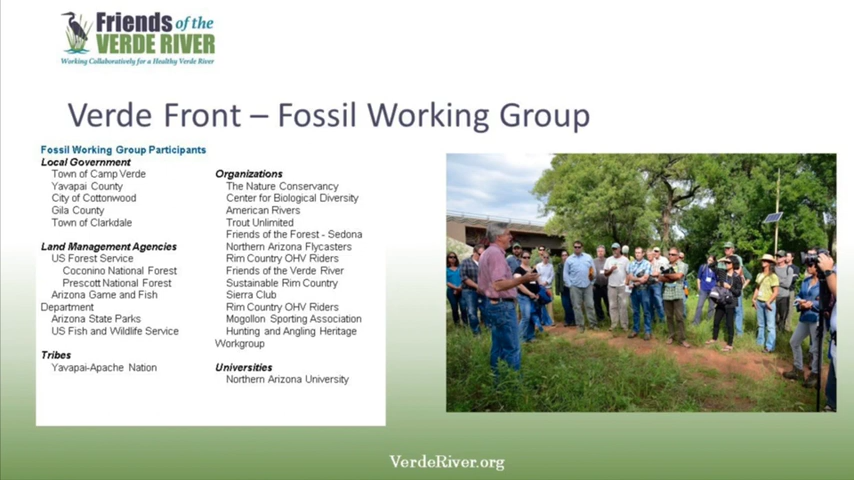 Friends of the
VERDE RIVER
Working Collaboratively for a Healthy Verde River
Verde Front – Fossil Working Group
Fossil Working Group Participants
Local Government
Town of Camp Verde
Yavapai County
City of Cottonwood
Gila County
Town of Clarkdale
Land Management Agencies
US Forest Service
Coconino National Forest
Prescott National Forest
Arizona Game and Fish
Department
Arizona State Parks
US Fish and Wildlife Service
Tribes
Yavapai-Apache Nation
Organizations
The Nature Conservancy
Center for Biological Diversity
American Rivers
Trout Unlimited
Friends of the Forest - Sedona
Northern Arizona Flycasters
Rim Country OHV Riders
Friends of the Verde River
Sustainable Rim Country
Sierra Club
Rim Country OHV Riders
Mogollon Sporting Association
Hunting and Angling Heritage
Workgroup
Universities
Northern Arizona University
VerdeRiver.org